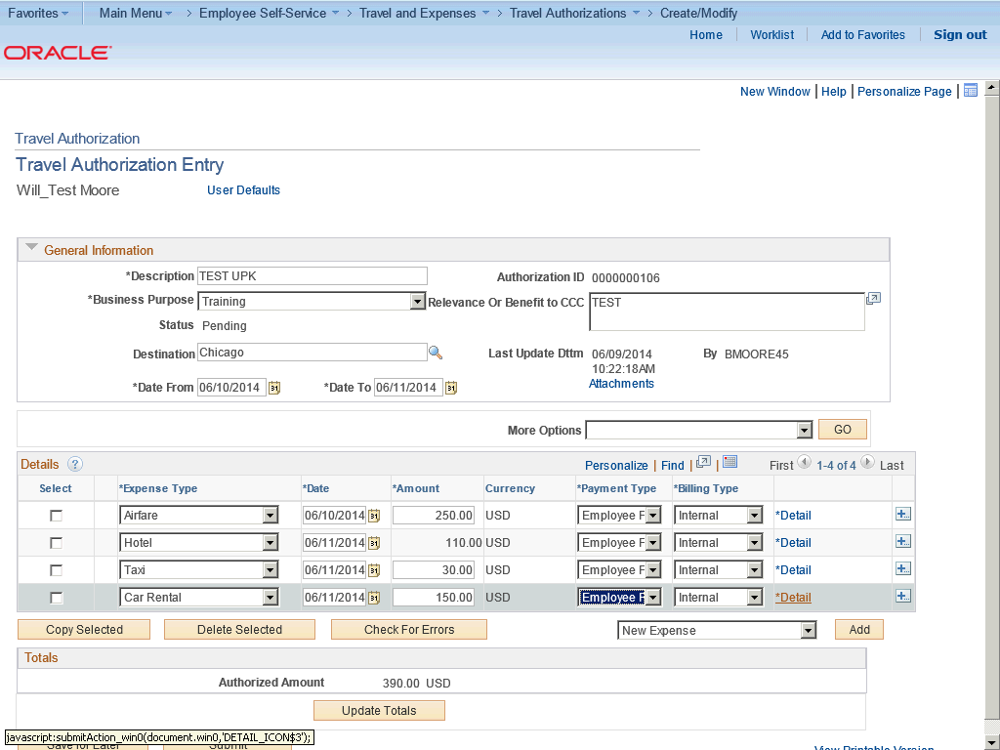 Favorites Main Menu > Employee Self-Service > Travel and Expenses > Travel Authorizations > Create/Modify
Home Worklist Add to Favorites Sign out
ORACLE
New Window | Help | Personalize Page |
Travel Authorization
Travel Authorization Entry
Will_Test Moore User Defaults
General Information
*Description TEST UPK Authorization ID 0000000106
*Business Purpose Training Relevance Or Benefit to CCC TEST
Status Pending
Destination Chicago Last Update Dttm 06/09/2014 By BMOORE45
10:22:18AM
Attachments
*Date From 06/10/2014 31 *Date To 06/11/2014 31
More Options GO
Details ? Personalize | Find | | First 1-4 of 4 Last
Select *Expense Type *Date *Amount Currency *Payment Type *Billing Type
Airfare 06/10/2014 31 250.00 USD Employee P Internal *Detail
Hotel 06/11/2014 31 110.00 USD Employee P Internal *Detail
Taxi 06/11/2014 31 30.00 USD Employee P Internal *Detail
Car Rental 06/11/2014 31 150.00 USD Employee P Internal *Detail
Copy Selected Delete Selected Check For Errors New Expense Add
Totals
Authorized Amount 390.00 USD
Update Totals
javascript:submitAction_win0(document.win0,'DETAIL_ICON$3');
Save for Later Submit View Printable Version